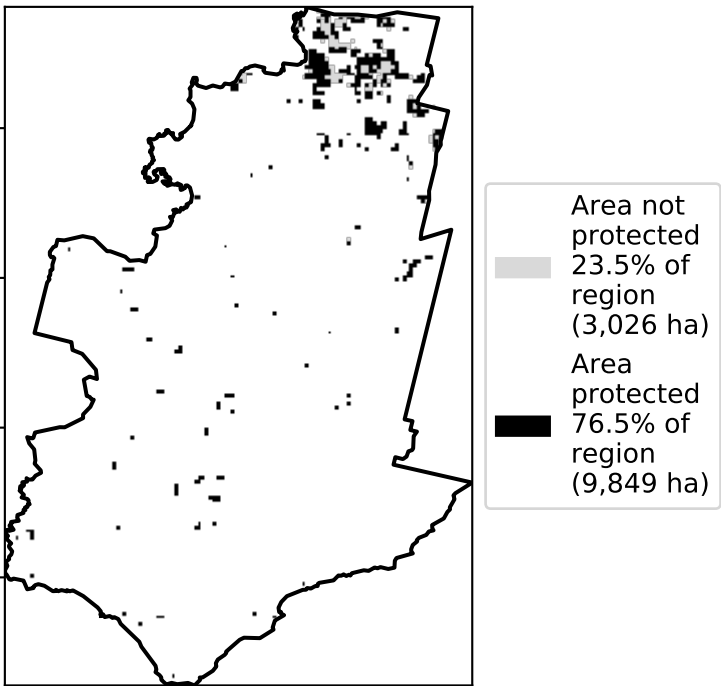 Area not
protected
23.5% of
region
(3,026 ha)
Area
protected
76.5% of
region
(9,849 ha)